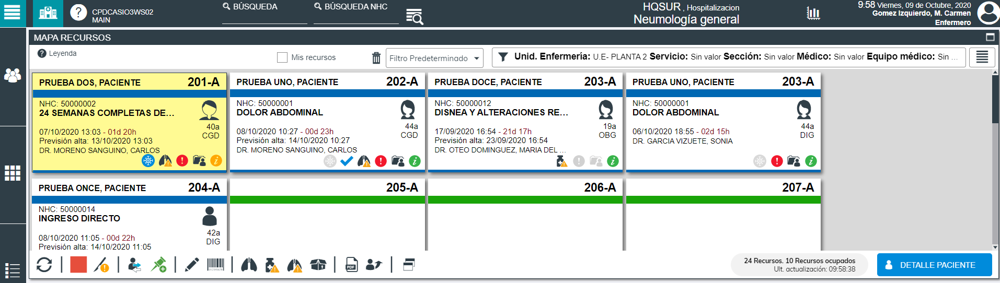 CPDCASIO3WS02
MAIN
BÚSQUEDA
BÚSQUEDA NHC
HQSUR , Hospitalizacion
Neumología general
9:58 Viernes, 09 de Octubre, 2020
Gomez Izquierdo, M. Carmen
Enfermero
MAPA RECURSOS
Leyenda
Mis recursos
Filtro Predeterminado
Unid. Enfermería: U.E- PLANTA 2 Servicio: Sin valor Sección: Sin valor Médico: Sin valor Equipo médico: Sin ...
PRUEBA DOS, PACIENTE 201-A
NHC: 50000002
24 SEMANAS COMPLETAS DE...
40a
07/10/2020 13:03 - 01d 20h
CGD
Previsión alta: 13/10/2020 13:03
DR. MORENO SANGUINO, CARLOS
PRUEBA UNO, PACIENTE 202-A
NHC: 50000001
DOLOR ABDOMINAL
44a
08/10/2020 10:27 - 00d 23h
CGD
Previsión alta: 14/10/2020 10:27
DR. MORENO SANGUINO, CARLOS
PRUEBA DOCE, PACIENTE 203-A
NHC: 50000012
DISNEA Y ALTERACIONES RE...
19a
17/09/2020 16:54 - 21d 17h
OBG
Previsión alta: 23/09/2020 16:54
DR. OTEO DOMINGUEZ, MARIA DEL ...
PRUEBA UNO, PACIENTE 203-A
NHC: 50000001
DOLOR ABDOMINAL
44a
06/10/2020 18:55 - 02d 15h
DIG
DR. GARCIA VIZUETE, SONIA
PRUEBA ONCE, PACIENTE 204-A
NHC: 50000014
INGRESO DIRECTO
42a
08/10/2020 11:05 - 00d 22h
DIG
Previsión alta: 14/10/2020 11:05
205-A
206-A
207-A
PDF
24 Recursos. 10 Recursos ocupados
Ult. actualización: 09:58:38
DETALLE PACIENTE